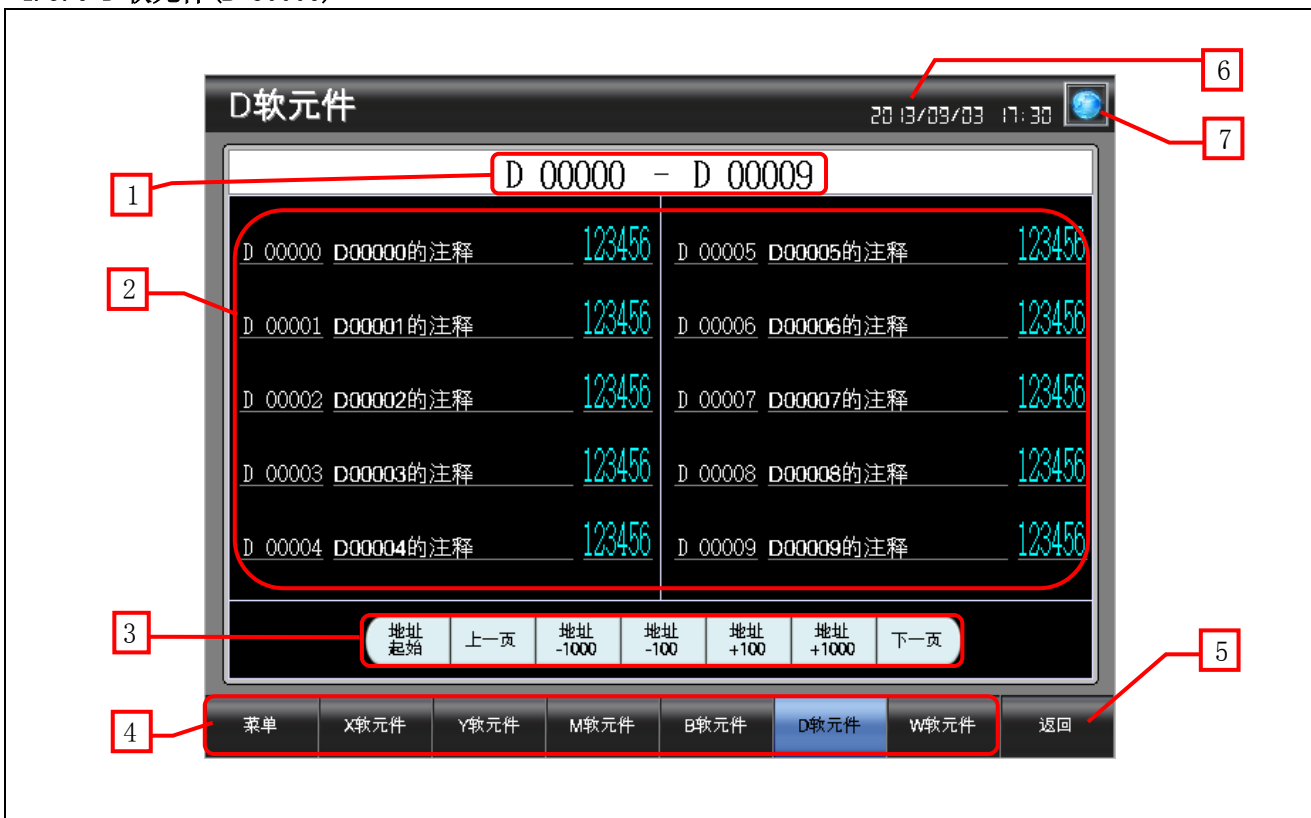 6
D软元件
2013/09/03 17:30
7
D 00000 - D 00009
1
D 00000 D00000的注释 123456 D 00005 D00005的注释 123456
2
D 00001 D00001的注释 123456 D 00006 D00006的注释 123456
D 00002 D00002的注释 123456 D 00007 D00007的注释 123456
D 00003 D00003的注释 123456 D 00008 D00008的注释 123456
D 00004 D00004的注释 123456 D 00009 D00009的注释 123456
3
地址 起始 上一页 地址 -1000 地址 -100 地址 +100 地址 +1000 下一页
5
4
菜单 X软元件 Y软元件 M软元件 B软元件 D软元件 W软元件 返回